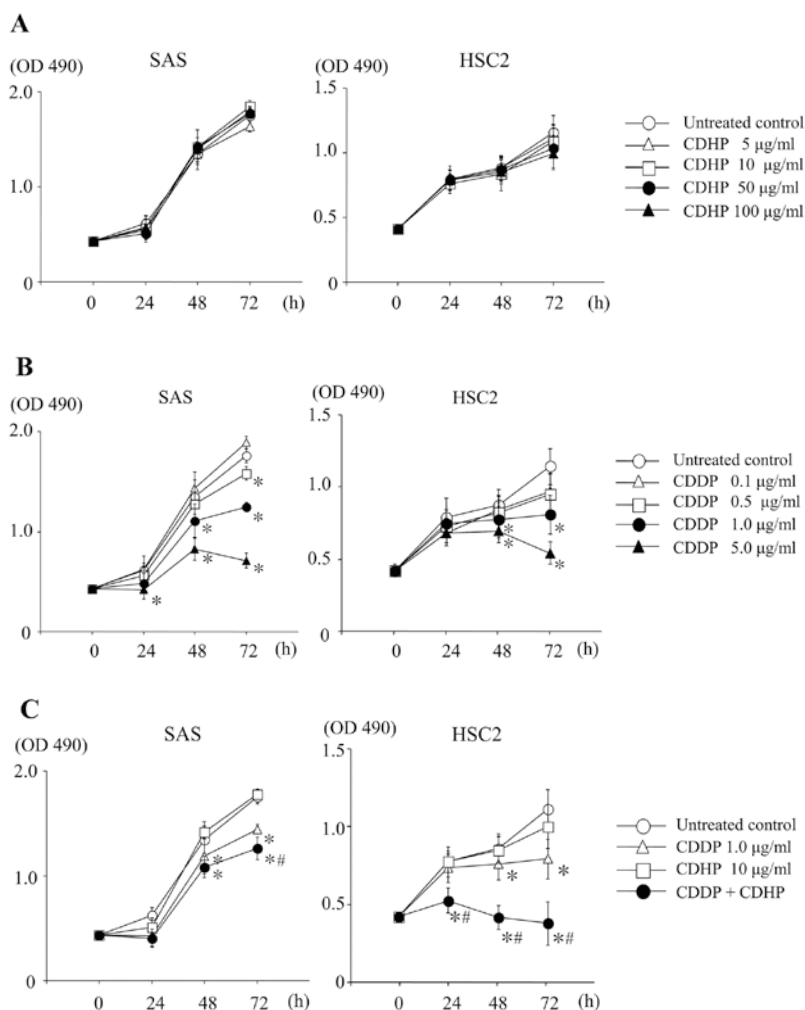 A
(OD 490)
SAS
2.0
1.0
0
0 24 48 72 (h)
(OD 490)
HSC2
1.5
1.0
0.5
0
0 24 48 72 (h)
Untreated control
CDHP 5 µg/ml
CDHP 10 µg/ml
CDHP 50 µg/ml
CDHP 100 µg/ml
B
(OD 490)
SAS
2.0
1.0
0
*
*
*
*
*
*
0 24 48 72 (h)
(OD 490)
HSC2
1.5
1.0
0.5
0
*
*
*
*
0 24 48 72 (h)
Untreated control
CDDP 0.1 µg/ml
CDDP 0.5 µg/ml
CDDP 1.0 µg/ml
CDDP 5.0 µg/ml
C
(OD 490)
SAS
2.0
1.0
0
*
*#
*
*
0 24 48 72 (h)
(OD 490)
HSC2
1.5
1.0
0.5
0
*
*
*#
*#
*#
0 24 48 72 (h)
Untreated control
CDDP 1.0 µg/ml
CDHP 10 µg/ml
CDDP + CDHP